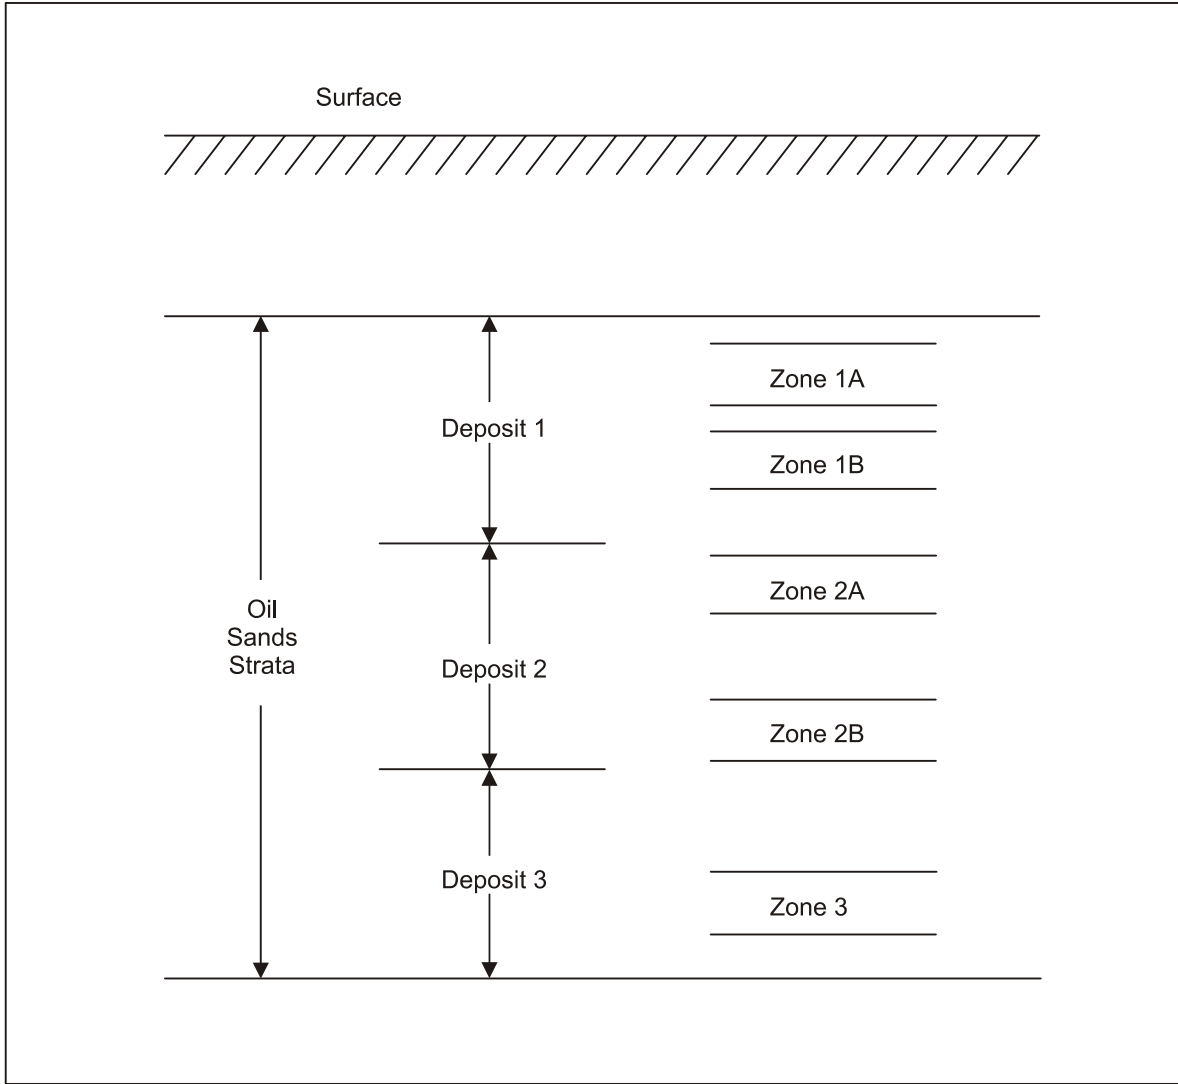 Surface
Zone 1A
Deposit 1
Zone 1B
Zone 2A
Oil
Sands
Strata
Deposit 2
Zone 2B
Deposit 3
Zone 3